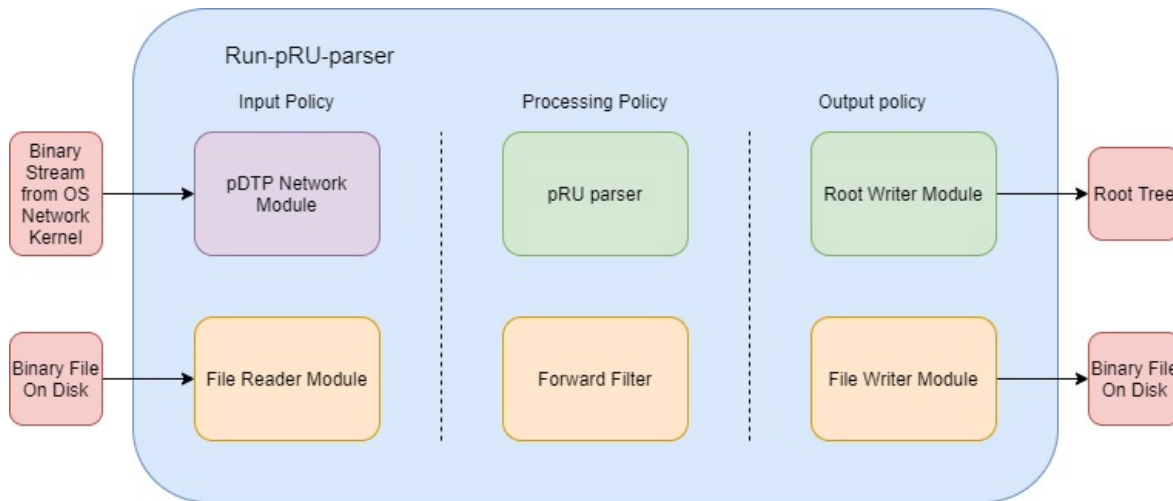 Run-pRU-parser
Input Policy
Processing Policy
Output policy
Binary
Stream
from OS
Network
Kernel
pDTP Network
Module
pRU parser
Root Writer Module
Root Tree
Binary File
On Disk
File Reader Module
Forward Filter
File Writer Module
Binary File
On Disk